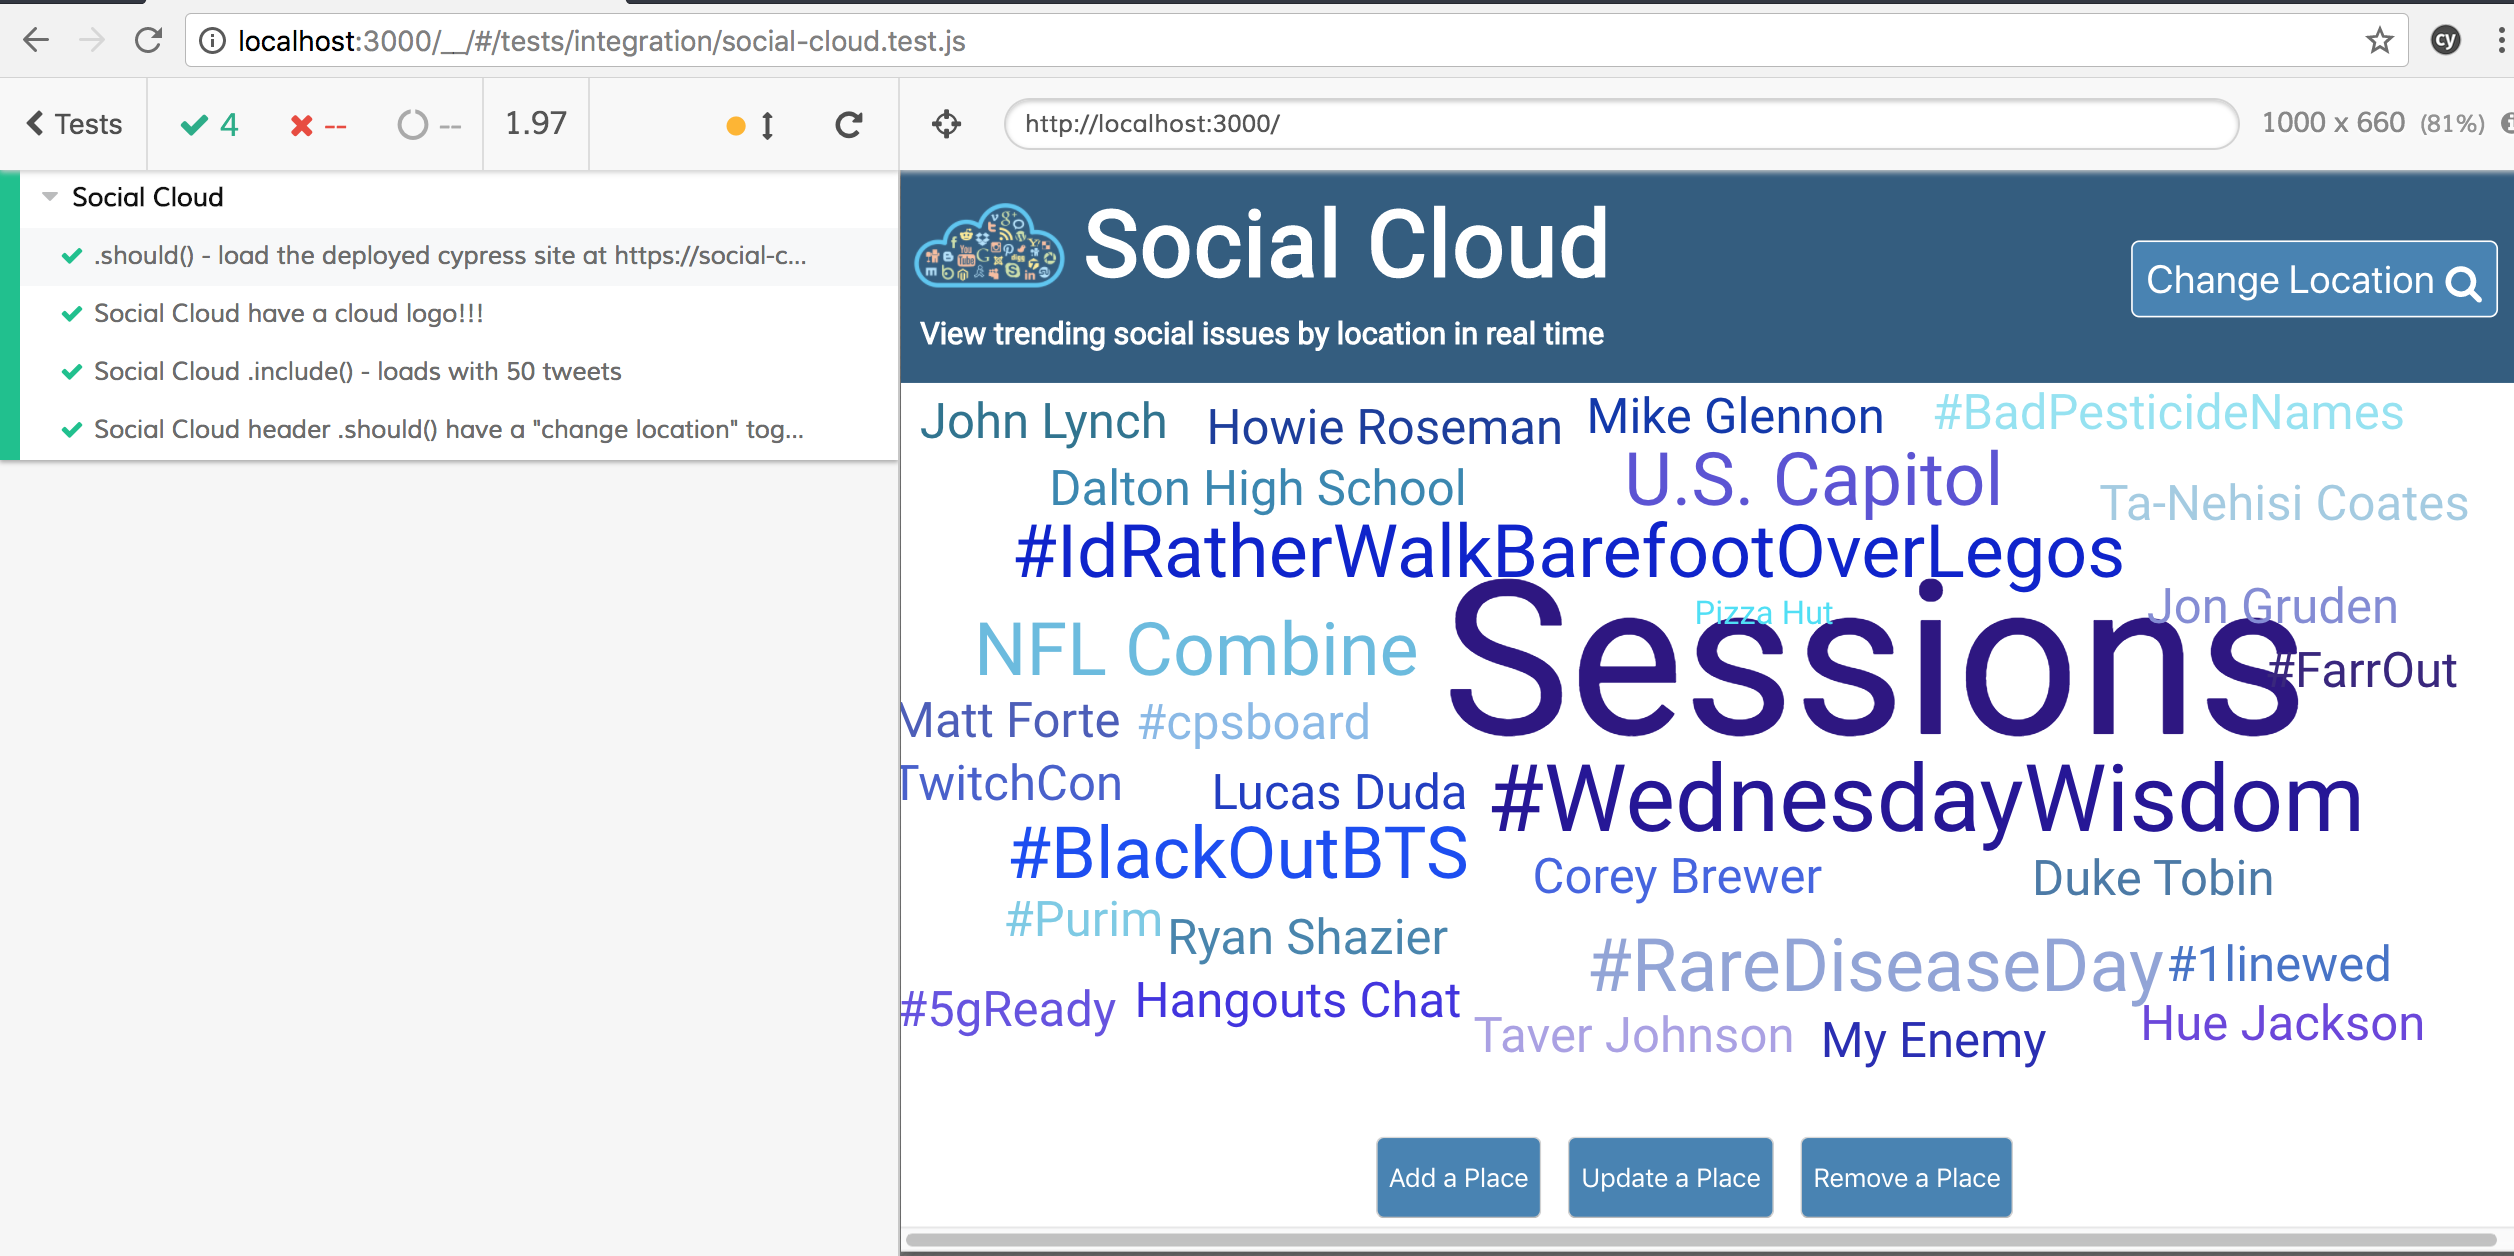 localhost:3000/__/#/tests/integration/social-cloud.test.js
cy
Tests
4
--
--
1.97
http://localhost:3000/
1000 x 660 (81%)
Social Cloud
.should() - load the deployed cypress site at https://social-c...
Social Cloud have a cloud logo!!!
Social Cloud .include() - loads with 50 tweets
Social Cloud header .should() have a "change location" tog...
Social Cloud
Change Location
View trending social issues by location in real time
John Lynch
Howie Roseman
Mike Glennon
#BadPesticideNames
Dalton High School
U.S. Capitol
Ta-Nehisi Coates
#IdRatherWalkBarefootOverLegos
Pizza Hut
Jon Gruden
NFL Combine
Sessions
#FarrOut
Matt Forte
#cpsboard
TwitchCon
Lucas Duda
#WednesdayWisdom
#BlackOutBTS
Corey Brewer
Duke Tobin
#Purim
Ryan Shazier
#RareDiseaseDay
#1linewed
#5gReady
Hangouts Chat
Taver Johnson
My Enemy
Hue Jackson
Add a Place
Update a Place
Remove a Place